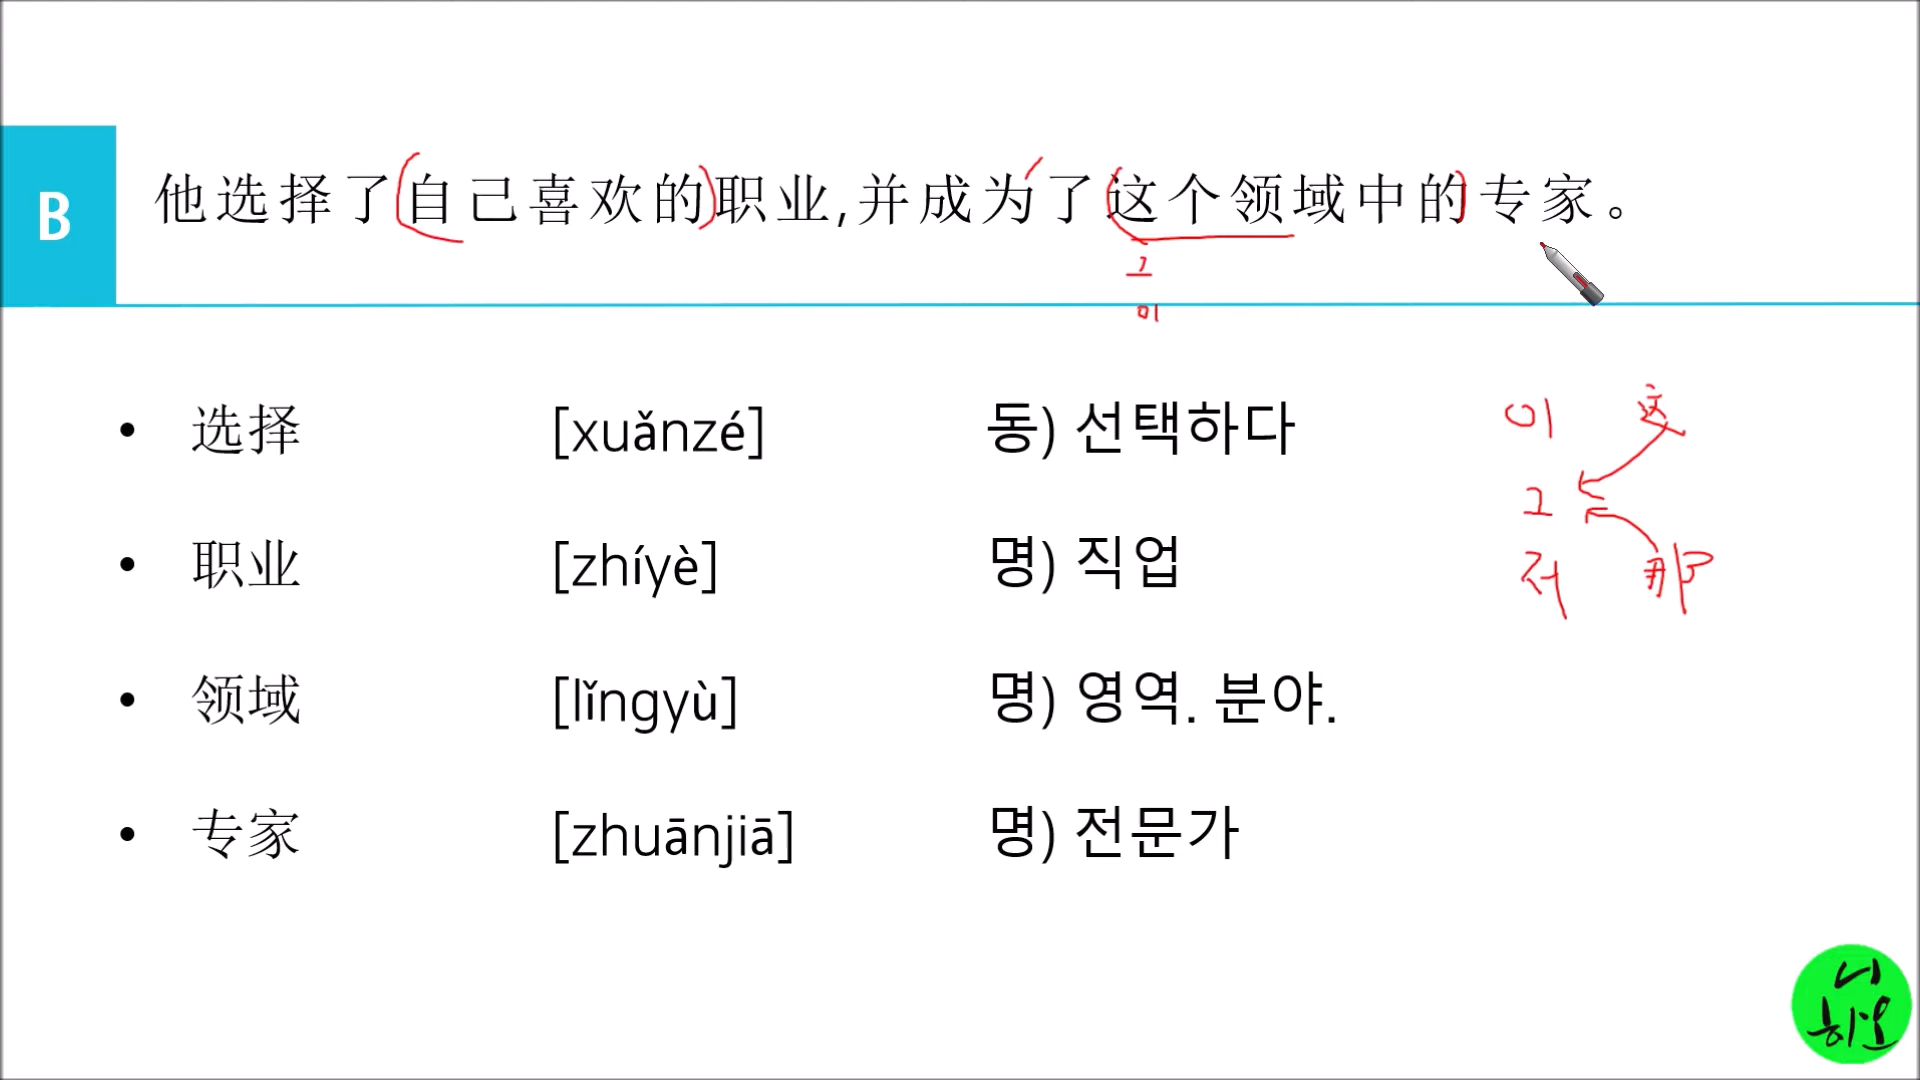 B
他选择了自己喜欢的职业,并成为了这个领域中的专家。
그
이
选择 [xuǎnzé] 동) 선택하다
이 这
职业 [zhíyè] 명) 직업
그
저 那
领域 [lǐngyù] 명) 영역. 분야.
专家 [zhuānjiā] 명) 전문가
니
하오